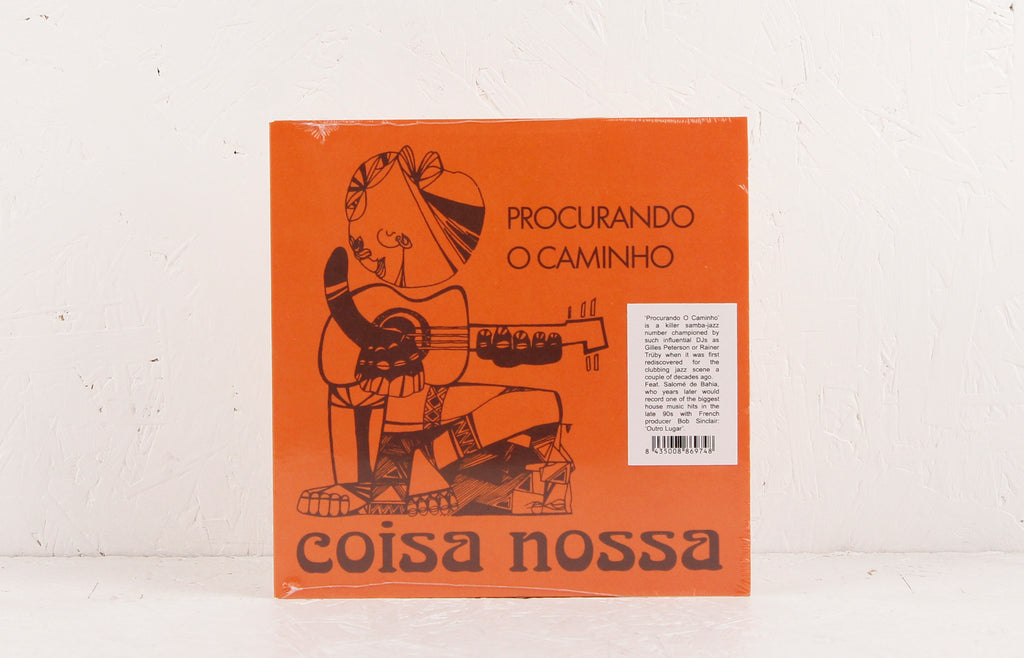 PROCURANDO
O CAMINHO
'Procurando O Caminho'
is a killer samba-jazz
number championed by
such influential DJs as
Gilles Peterson or Rainer
Trüby when it was first
rediscovered for the
clubbing jazz scene a
couple of decades ago.
Feat. Salomé de Bahia,
who years later would
record one of the biggest
house music hits in the
late 90s with French
producer Bob Sinclair:
'Outro Lugar'.
8 435008 869748
coisa nossa